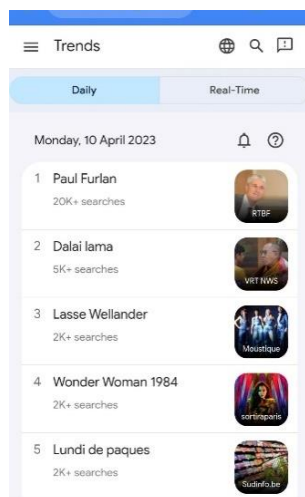 Trends
Daily
Real-Time
Monday, 10 April 2023
1 Paul Furlan
20K+ searches
RTBF
2 Dalai lama
5K+ searches
VRT NWS
3 Lasse Wellander
2K+ searches
Moustique
4 Wonder Woman 1984
2K+ searches
sortiraparis
5 Lundi de paques
2K+ searches
Sudinfo.be